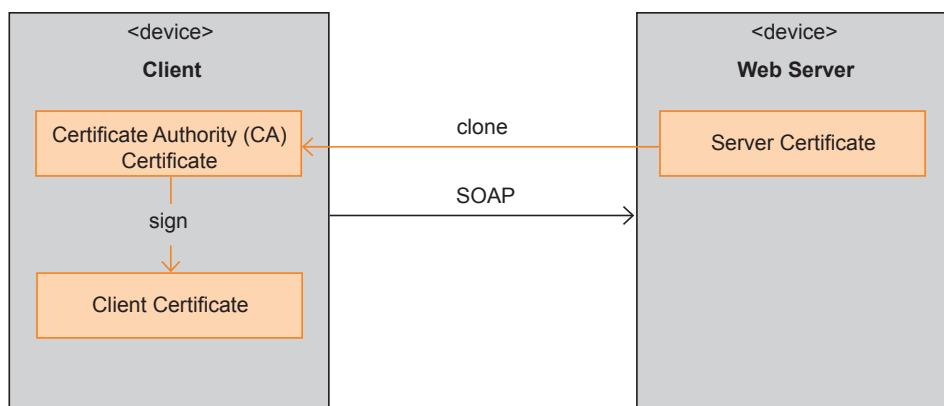 <device>
Client
Certificate Authority (CA)
Certificate
sign
Client Certificate
clone
SOAP
<device>
Web Server
Server Certificate